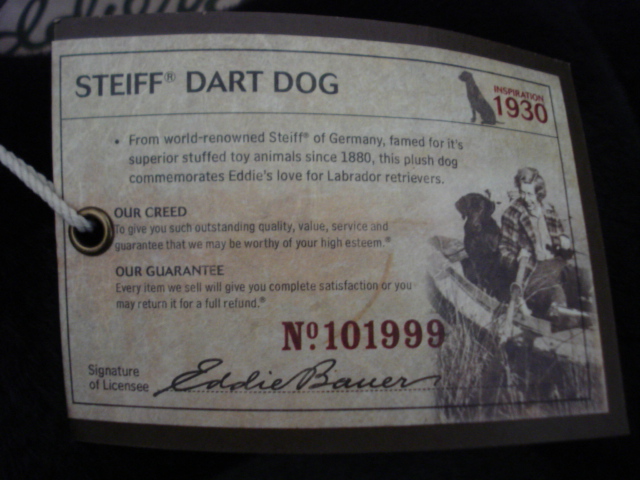 STEIFF® DART DOG
INSPIRATION
1930
• From world-renowned Steiff® of Germany, famed for it's
superior stuffed toy animals since 1880, this plush dog
commemorates Eddie's love for Labrador retrievers.
OUR CREED
To give you such outstanding quality, value, service and
guarantee that we may be worthy of your high esteem.®
OUR GUARANTEE
Every item we sell will give you complete satisfaction or you
may return it for a full refund.®
Nº 101999
Signature
of Licensee
Eddie Bauer